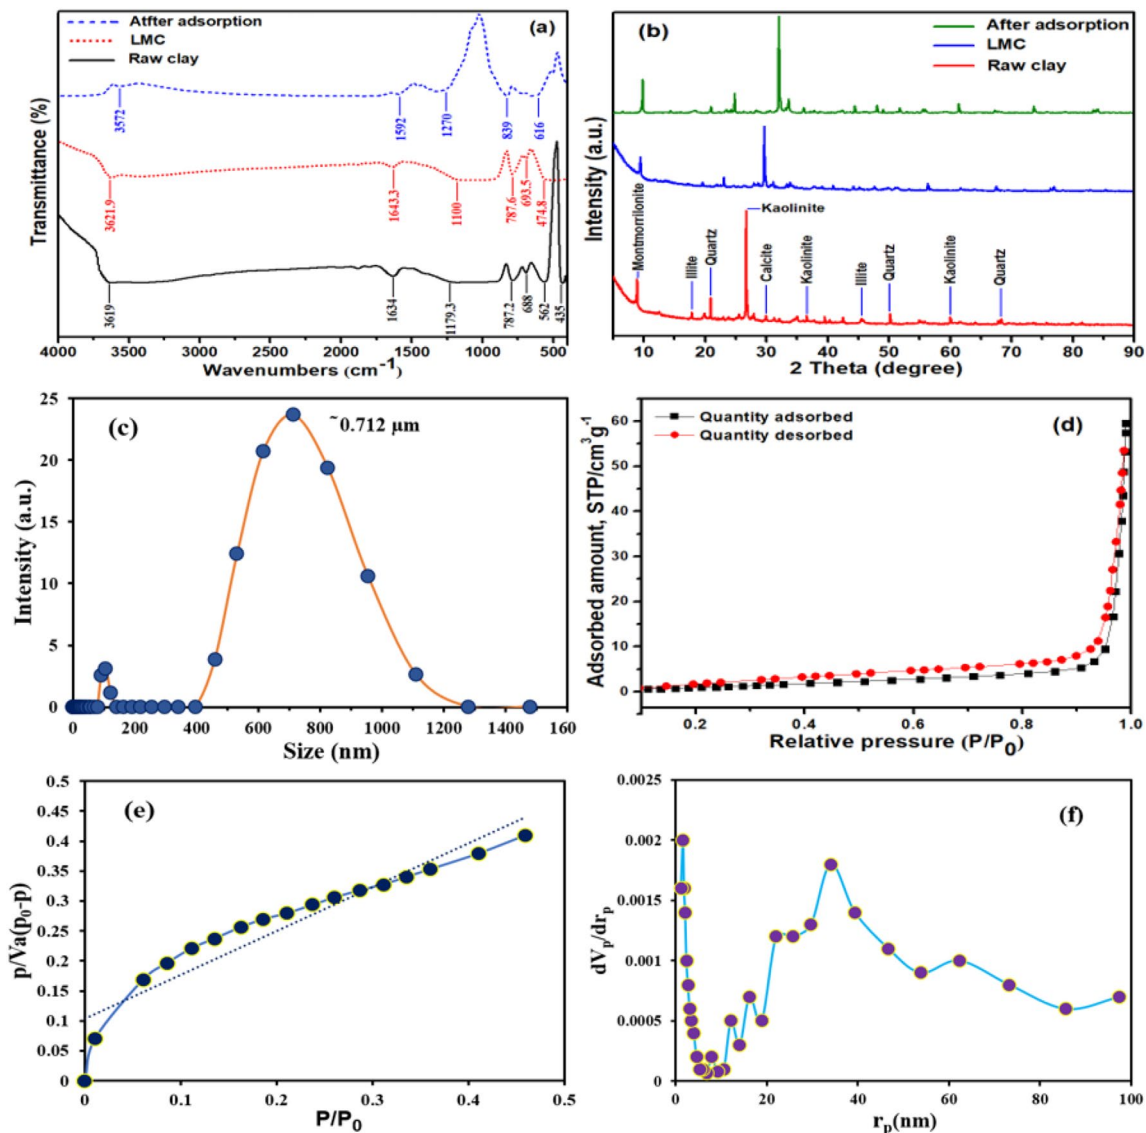 Atfter adsorption
LMC
Raw clay
(a)
Transmittance (%)
3572
1592
1270
839
616
3621.9
1643.3
1100
787.6
693.5
474.8
3619
1634
1179.3
787.2
688
562
435
4000 3500 3000 2500 2000 1500 1000 500
Wavenumbers (cm⁻¹)
(b)
After adsorption
LMC
Raw clay
Intensity (a.u.)
Montmorrilonite
Illite
Quartz
Kaolinite
Calcite
Kaolinite
Illite
Quartz
Kaolinite
Quartz
10 20 30 40 50 60 70 80 90
2 Theta (degree)
(c)
~0.712 µm
Intensity (a.u.)
25
20
15
10
5
0
0 200 400 600 800 1000 1200 1400 160
Size (nm)
Quantity adsorbed
Quantity desorbed
(d)
Adsorbed amount, STP/cm³g⁻¹
60
50
40
30
20
10
0
0.2 0.4 0.6 0.8 1.0
Relative pressure (P/P₀)
(e)
p/Va(p₀-p)
0.5
0.45
0.4
0.35
0.3
0.25
0.2
0.15
0.1
0.05
0
0 0.1 0.2 0.3 0.4 0.5
P/P₀
(f)
dVₚ/drₚ
0.0025
0.002
0.0015
0.001
0.0005
0
0 20 40 60 80 100
rₚ(nm)